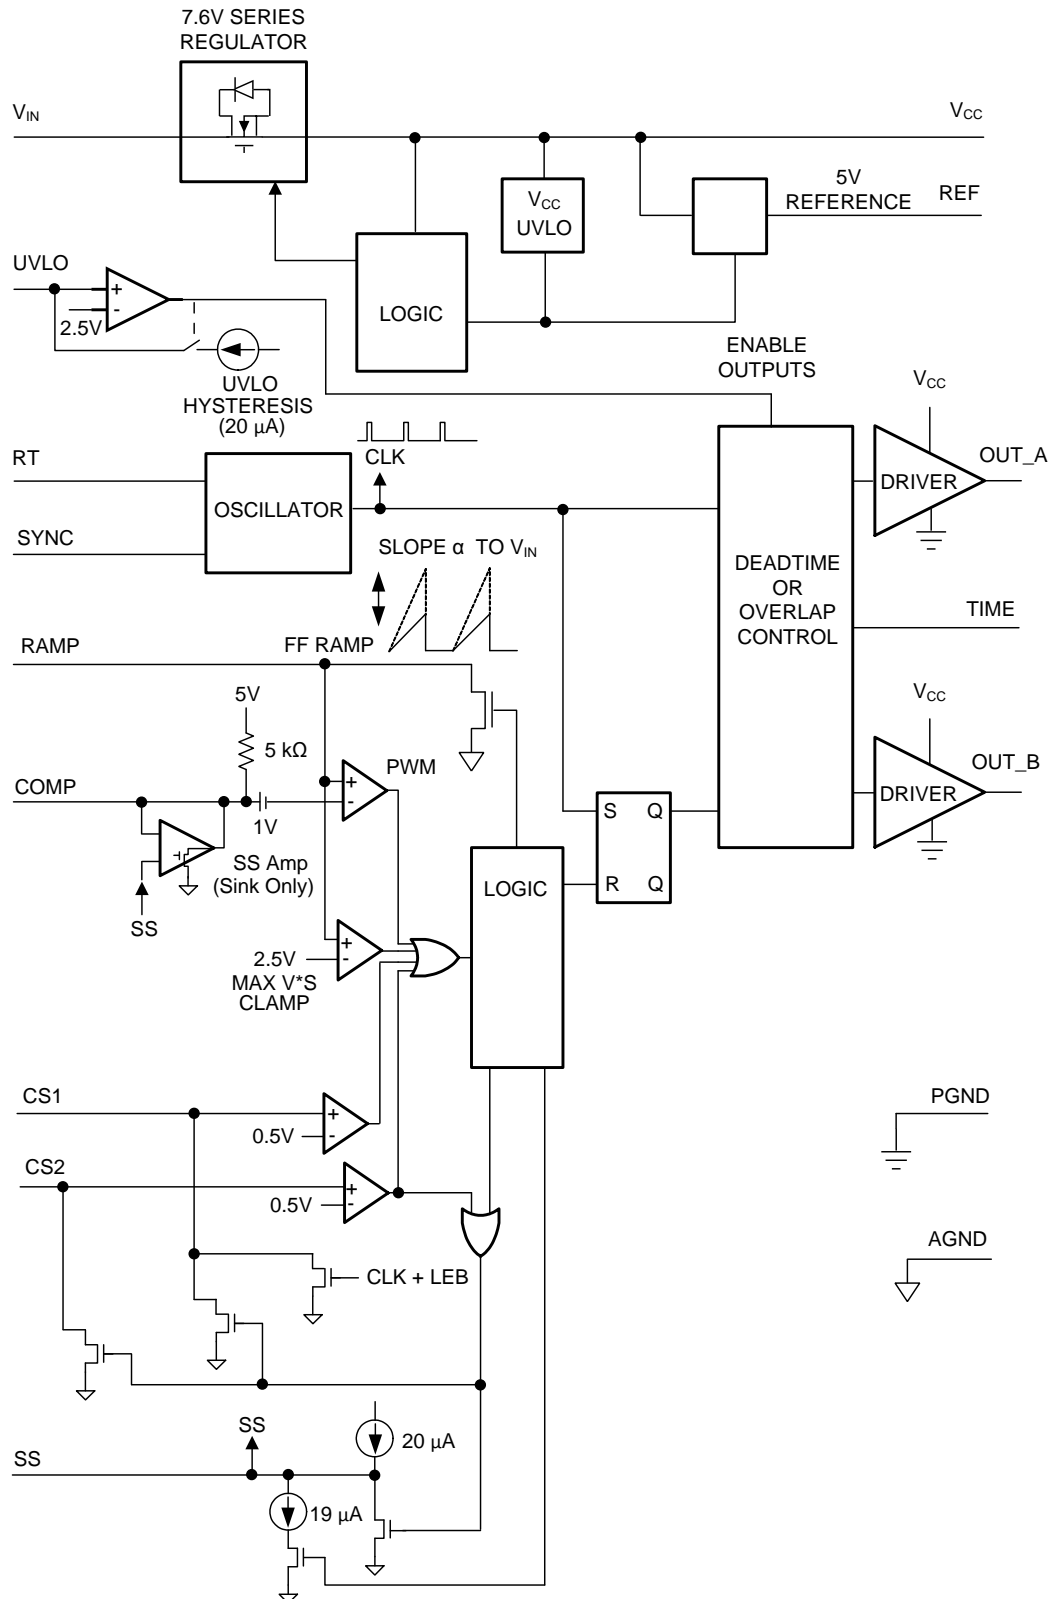 7.6V SERIES
REGULATOR
VIN
VCC
VCC
UVLO
5V
REFERENCE
REF
UVLO
+
-
2.5V
LOGIC
UVLO
HYSTERESIS
(20 µA)
ENABLE
OUTPUTS
VCC
RT
CLK
OUT_A
OSCILLATOR
DRIVER
SYNC
SLOPE α TO VIN
DEADTIME
OR
OVERLAP
CONTROL
TIME
RAMP
FF RAMP
5V
VCC
5 kΩ
PWM
OUT_B
COMP
+
-
DRIVER
1V
S Q
SS Amp
(Sink Only)
LOGIC
R Q
SS
+
-
2.5V
MAX V*S
CLAMP
CS1
+
-
0.5V
PGND
CS2
+
-
0.5V
AGND
CLK + LEB
SS
20 µA
SS
19 µA